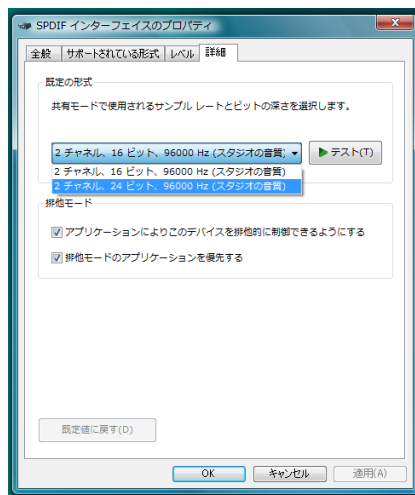 SPDIF インターフェイスのプロパティ
全般 サポートされている形式 レベル 詳細
既定の形式
共有モードで使用されるサンプル レートとビットの深さを選択します。
2 チャネル、16 ビット、96000 Hz (スタジオの音質) テスト(T)
2 チャネル、16 ビット、96000 Hz (スタジオの音質)
2 チャネル、24 ビット、96000 Hz (スタジオの音質)
排他モード
アプリケーションによりこのデバイスを排他的に制御できるようにする
排他モードのアプリケーションを優先する
既定値に戻す(D)
OK キャンセル 適用(A)